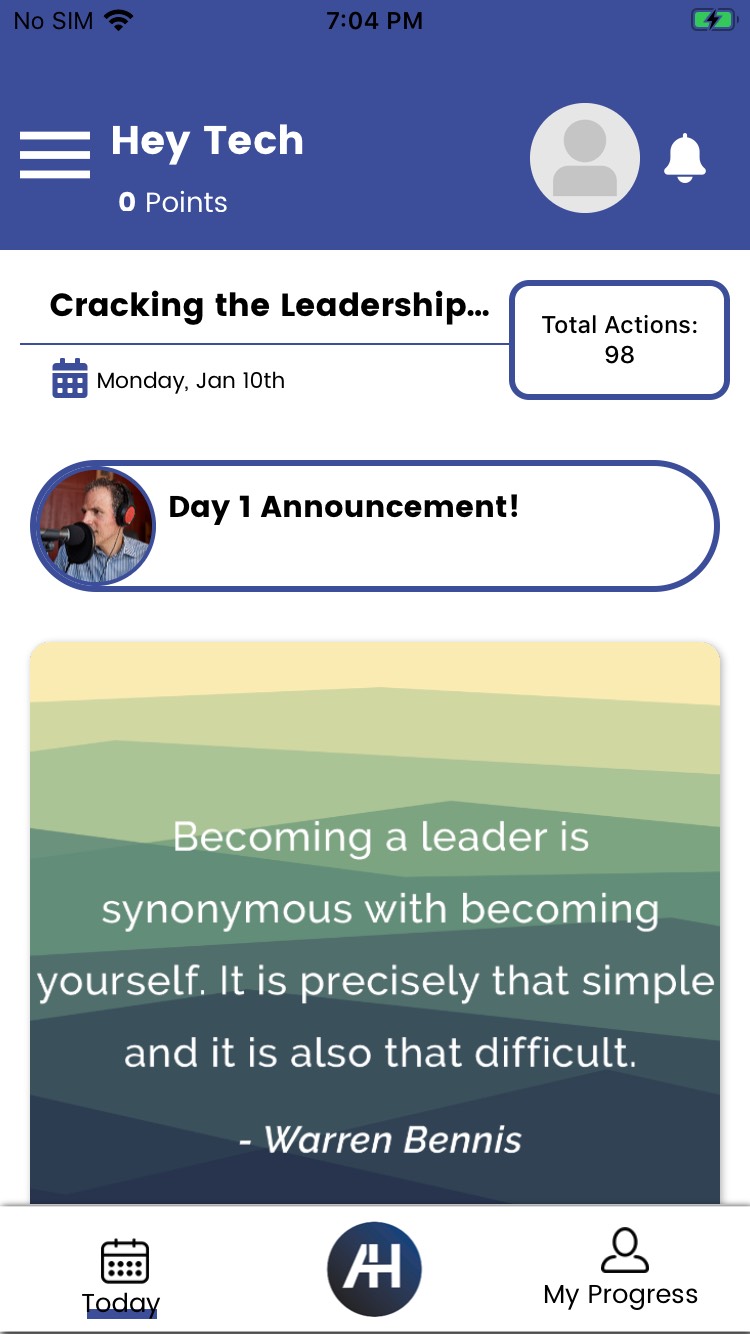 No SIM 7:04 PM
Hey Tech
0 Points
Cracking the Leadership...
Total Actions:
98
Monday, Jan 10th
Day 1 Announcement!
Becoming a leader is
synonymous with becoming
yourself. It is precisely that simple
and it is also that difficult.
- Warren Bennis
Today
AH
My Progress